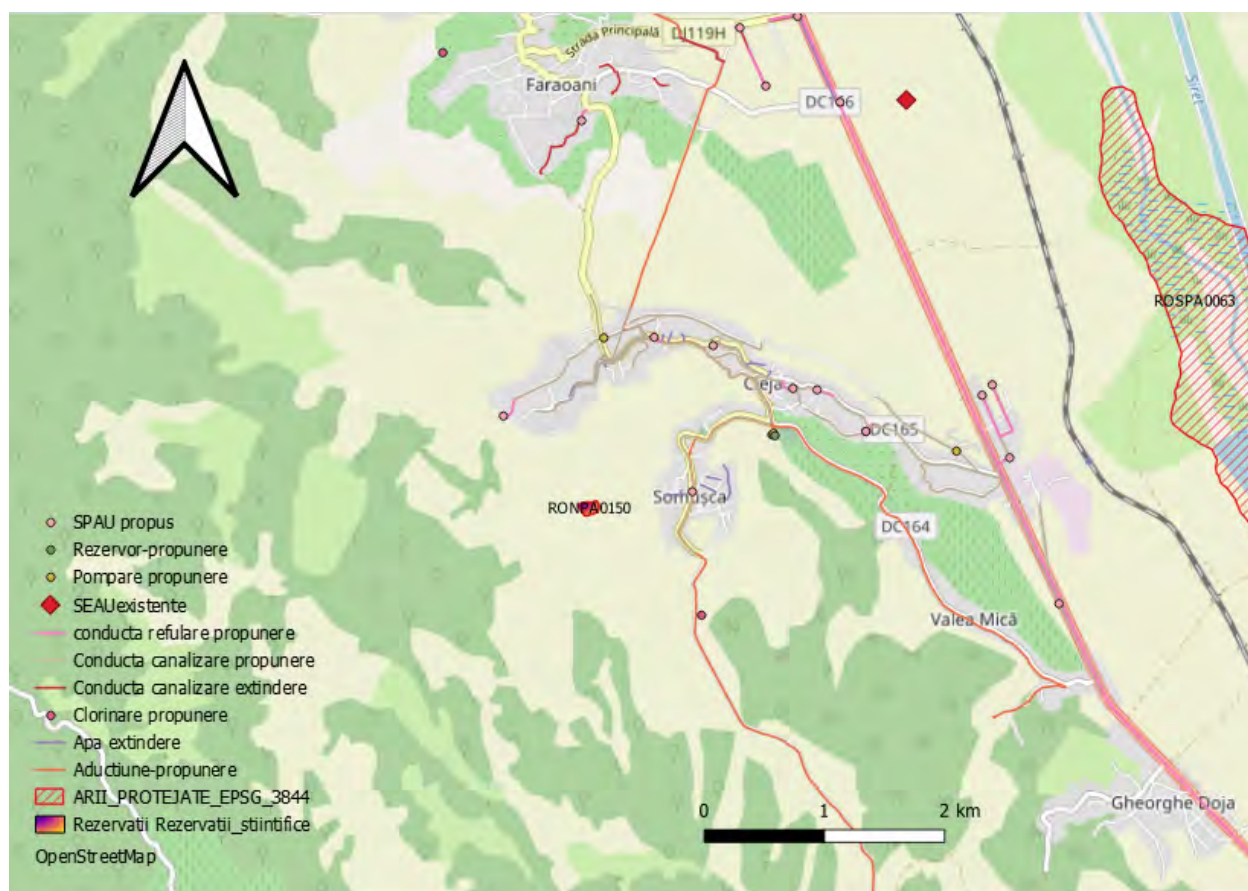 Strada Principală
DJ119H
Faraoani
DC166
Siret
ROSPA0063
Cleja
DC165
Somușca
RONPA0150
DC164
Valea Mică
Gheorghe Doja
SPAU propus
Rezervor-propunere
Pompare propunere
SEAUexistente
conducta refulare propunere
Conducta canalizare propunere
Conducta canalizare extindere
Clorinare propunere
Apa extindere
Aductiune-propunere
ARII_PROTEJATE_EPSG_3844
Rezervatii Rezervatii_stiintifice
OpenStreetMap
0 1 2 km